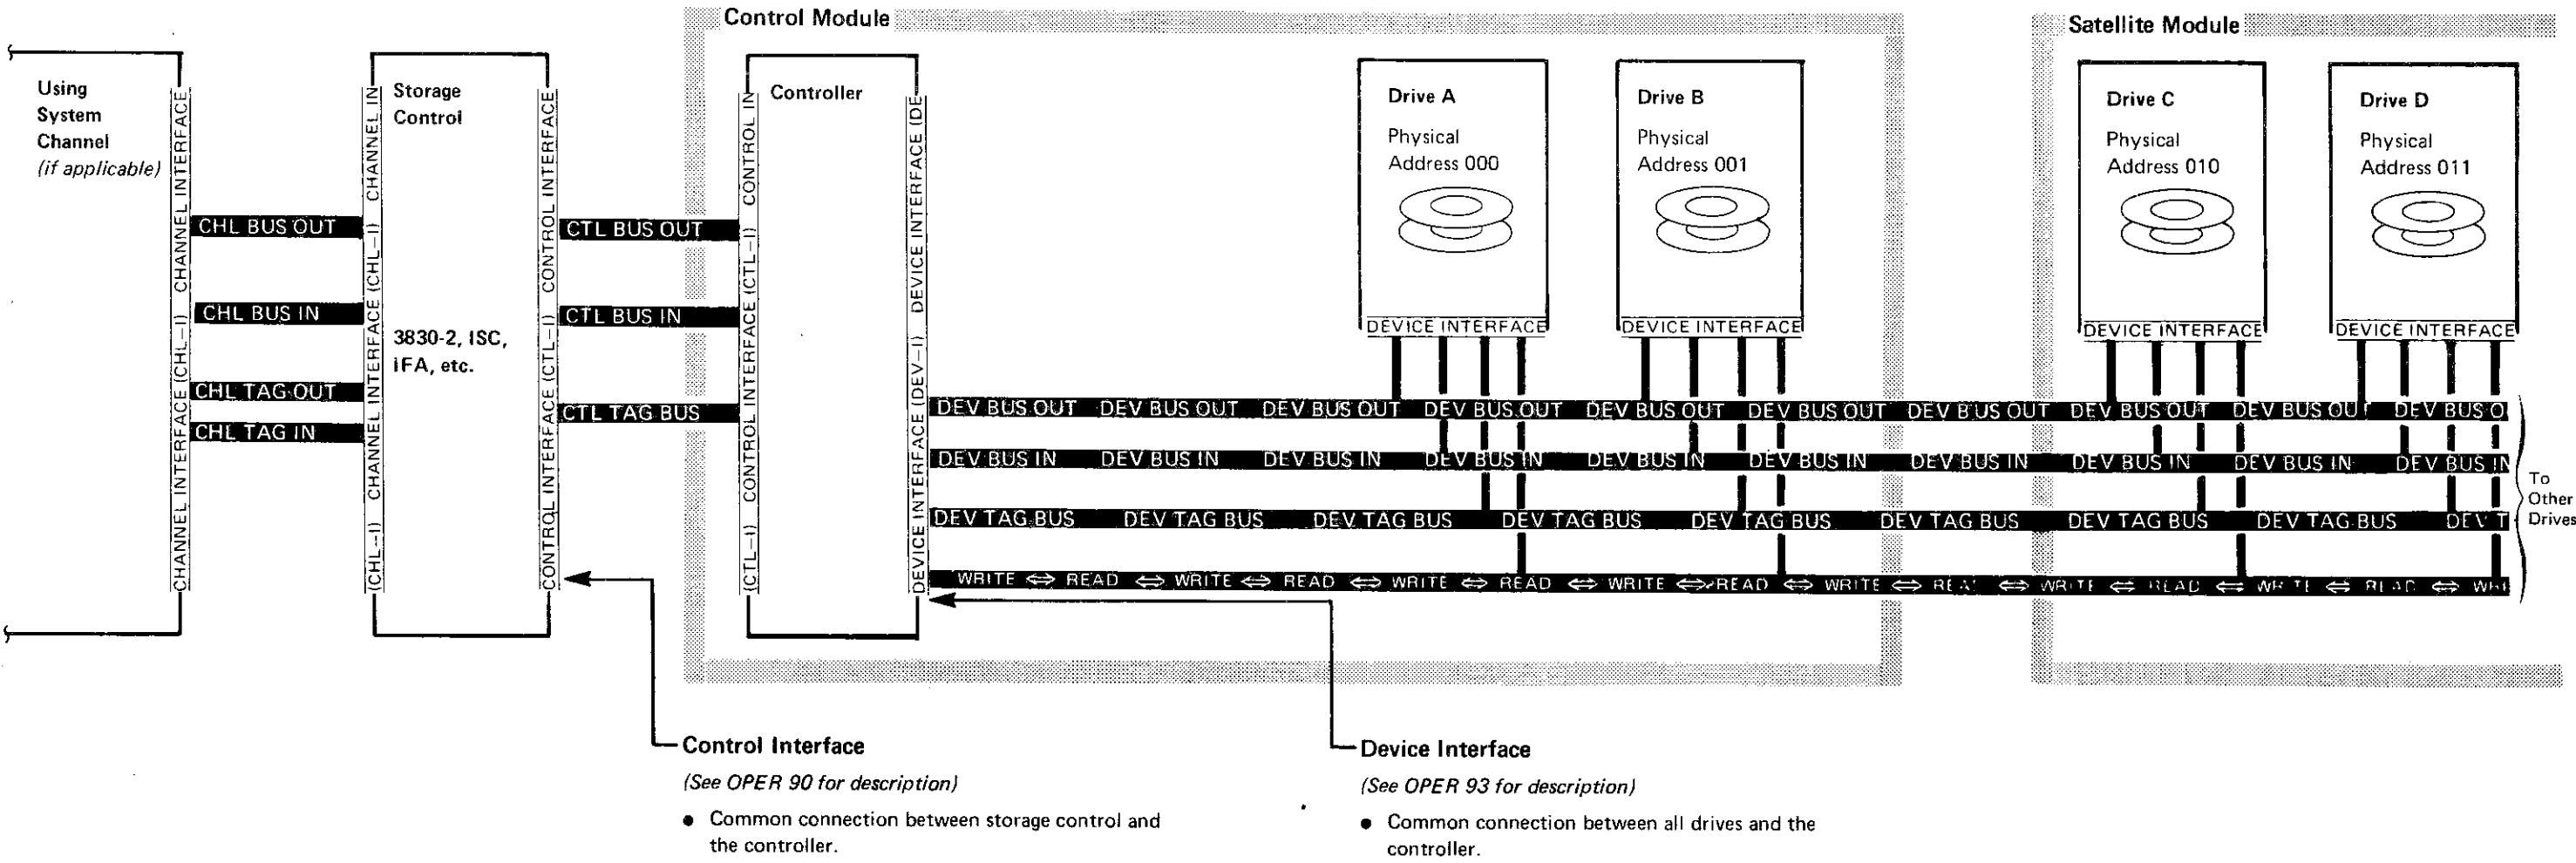 Control Module
Satellite Module
Using
System
Channel
(if applicable)
CHANNEL INTERFACE (CHL–I) CHANNEL INTERFACE
CHL BUS OUT
CHL BUS IN
CHL TAG OUT
CHL TAG IN
(CHL–I) CHANNEL INTERFACE (CHL–I) CHANNEL IN
Storage
Control
3830-2, ISC,
IFA, etc.
CONTROL INTERFACE (CTL–I) CONTROL INTERFACE
CTL BUS OUT
CTL BUS IN
CTL TAG BUS
(CTL–I) CONTROL INTERFACE (CTL–I) CONTROL IN
Controller
DEVICE INTERFACE (DEV–I) DEVICE INTERFACE (DE
Drive A
Physical
Address 000
DEVICE INTERFACE
Drive B
Physical
Address 001
DEVICE INTERFACE
Drive C
Physical
Address 010
DEVICE INTERFACE
Drive D
Physical
Address 011
DEVICE INTERFACE
DEV BUS OUT DEV BUS OUT DEV BUS OUT DEV BUS OUT DEV BUS OUT DEV BUS OUT DEV BUS OUT DEV BUS OUT DEV BUS OUT DEV BUS O
DEV BUS IN DEV BUS IN DEV BUS IN DEV BUS IN DEV BUS IN DEV BUS IN DEV BUS IN DEV BUS IN DEV BUS IN DEV BUS IN
DEV TAG BUS DEV TAG BUS DEV TAG BUS DEV TAG BUS DEV TAG BUS DEV TAG BUS DEV TAG BUS DEV TAG BUS DEV T
WRITE ⇔ READ ⇔ WRITE ⇔ READ ⇔ WRITE ⇔ READ ⇔ WRITE ⇔ READ ⇔ WRITE ⇔ READ ⇔ WRITE ⇔ READ ⇔ WRITE ⇔ READ ⇔ WRI
To
Other
Drives
Control Interface
(See OPER 90 for description)
● Common connection between storage control and
the controller.
Device Interface
(See OPER 93 for description)
● Common connection between all drives and the
controller.